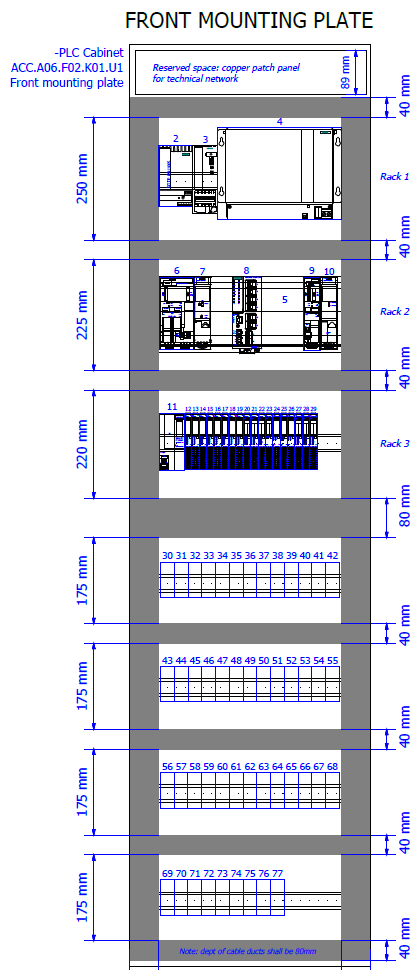 FRONT MOUNTING PLATE
-PLC Cabinet
ACC.A06.F02.K01.U1
Front mounting plate
Reserved space: copper patch panel
for technical network
89 mm
40 mm
250 mm
2 3 4
Rack 1
40 mm
225 mm
6 7 8 5 9 10
Rack 2
40 mm
220 mm
11 12 13 14 15 16 17 18 19 20 21 22 23 24 25 26 27 28 29
Rack 3
80 mm
175 mm
30 31 32 33 34 35 36 37 38 39 40 41 42
40 mm
175 mm
43 44 45 46 47 48 49 50 51 52 53 54 55
40 mm
175 mm
56 57 58 59 60 61 62 63 64 65 66 67 68
40 mm
175 mm
69 70 71 72 73 74 75 76 77
40 mm
Note: dept of cable ducts shall be 80mm